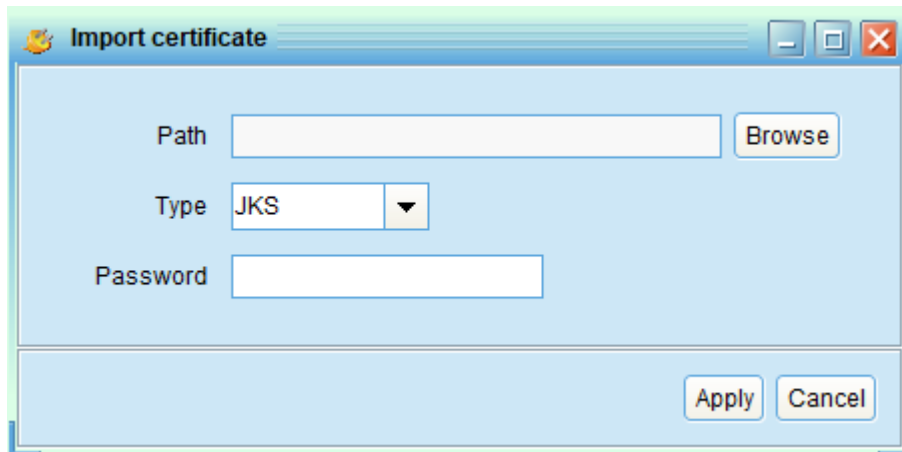 Import certificate
Path Browse
Type JKS
Password
Apply Cancel